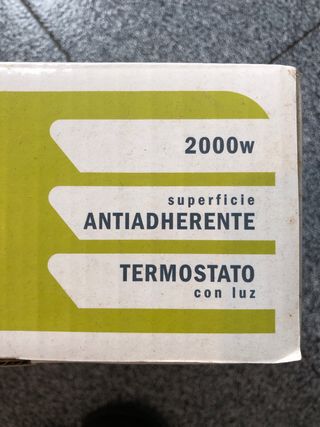 2000w
superficie
ANTIADHERENTE
TERMOSTATO
con luz